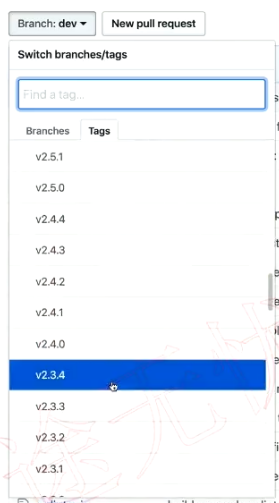 Branch: dev
New pull request
Switch branches/tags
Find a tag...
Branches Tags
v2.5.1
v2.5.0
v2.4.4
v2.4.3
v2.4.2
v2.4.1
v2.4.0
v2.3.4
v2.3.3
v2.3.2
v2.3.1